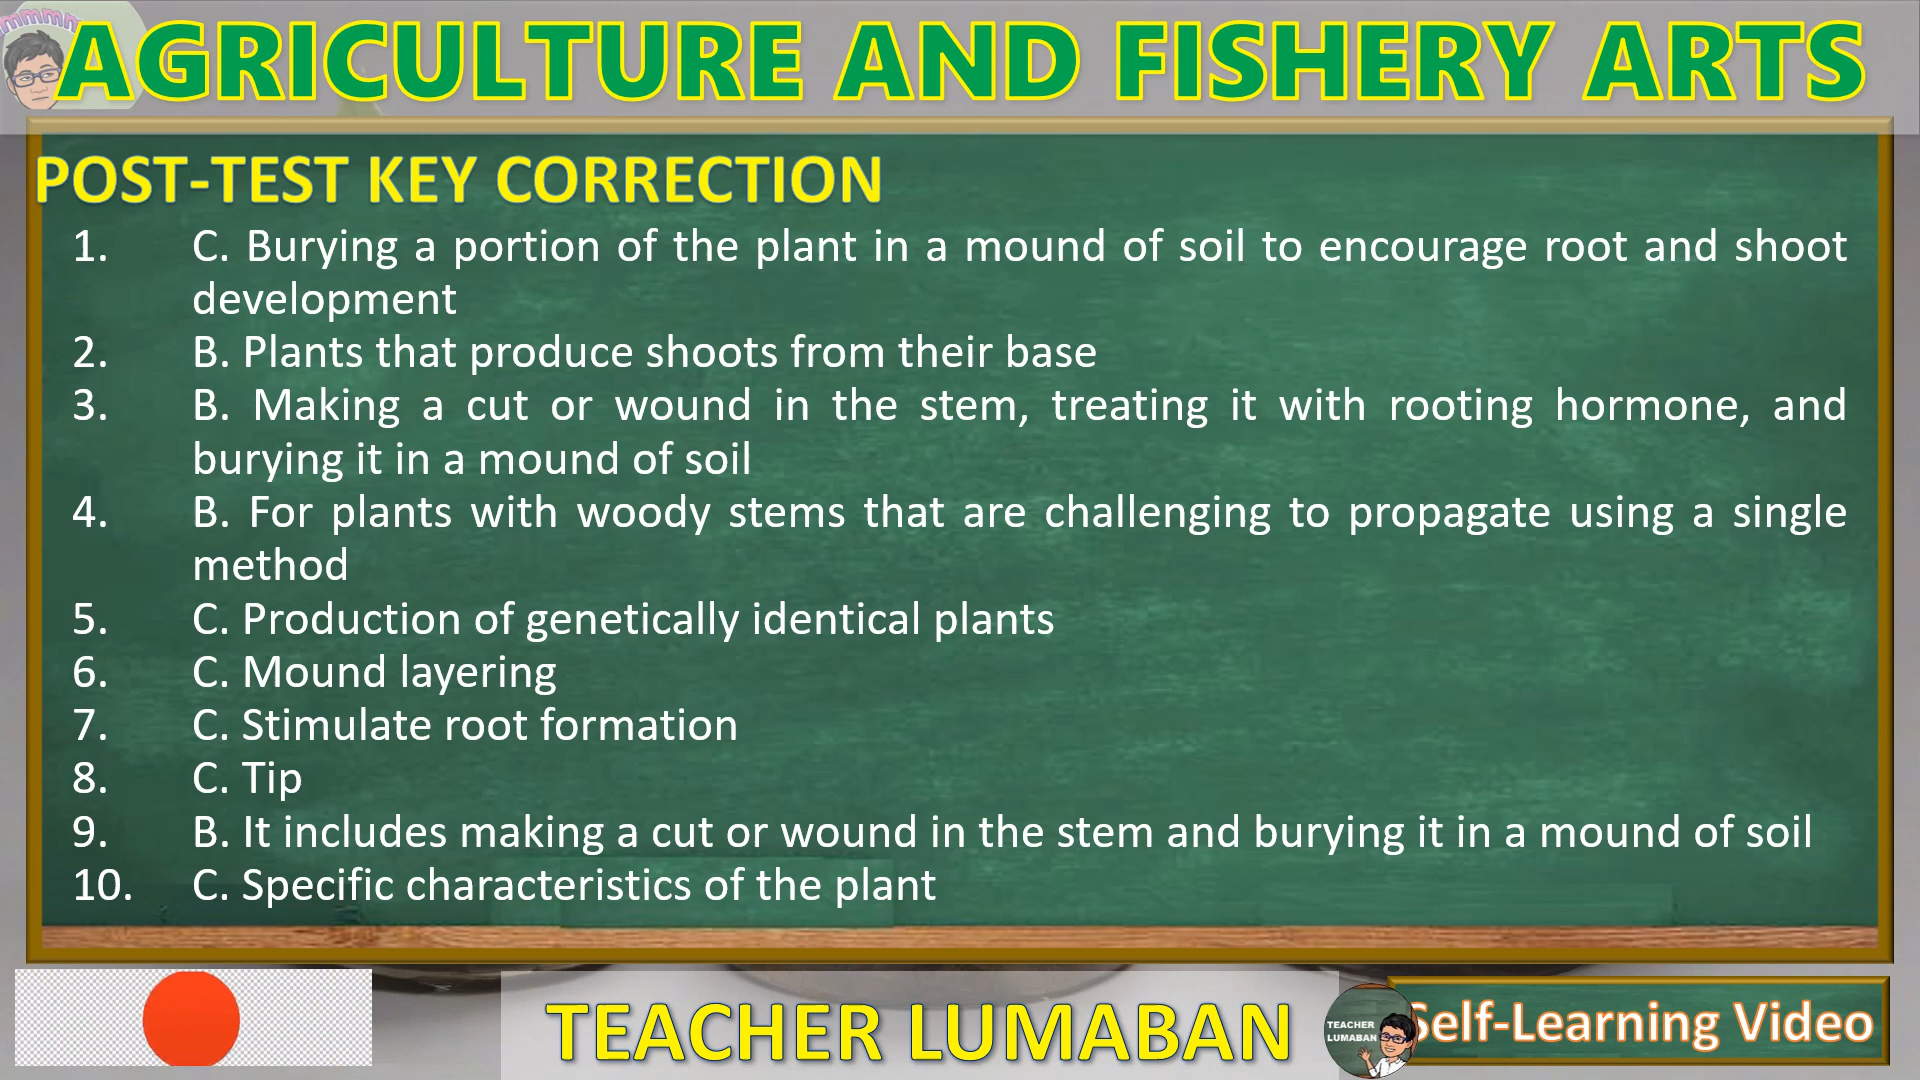 mmmm
AGRICULTURE AND FISHERY ARTS
POST-TEST KEY CORRECTION
1. C. Burying a portion of the plant in a mound of soil to encourage root and shoot
development
2. B. Plants that produce shoots from their base
3. B. Making a cut or wound in the stem, treating it with rooting hormone, and
burying it in a mound of soil
4. B. For plants with woody stems that are challenging to propagate using a single
method
5. C. Production of genetically identical plants
6. C. Mound layering
7. C. Stimulate root formation
8. C. Tip
9. B. It includes making a cut or wound in the stem and burying it in a mound of soil
10. C. Specific characteristics of the plant
TEACHER LUMABAN
TEACHER
LUMABAN
Self-Learning Video